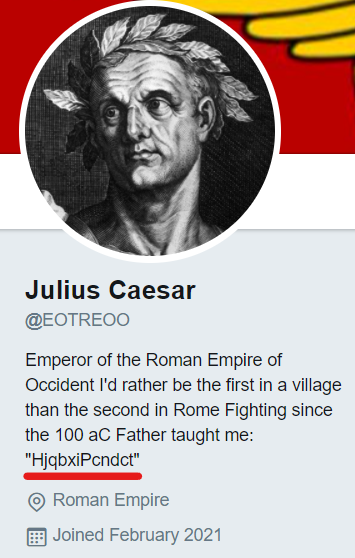 Julius Caesar
@EOTREOO
Emperor of the Roman Empire of
Occident I'd rather be the first in a village
than the second in Rome Fighting since
the 100 aC Father taught me:
"HjqbxiPcndct"
Roman Empire
Joined February 2021